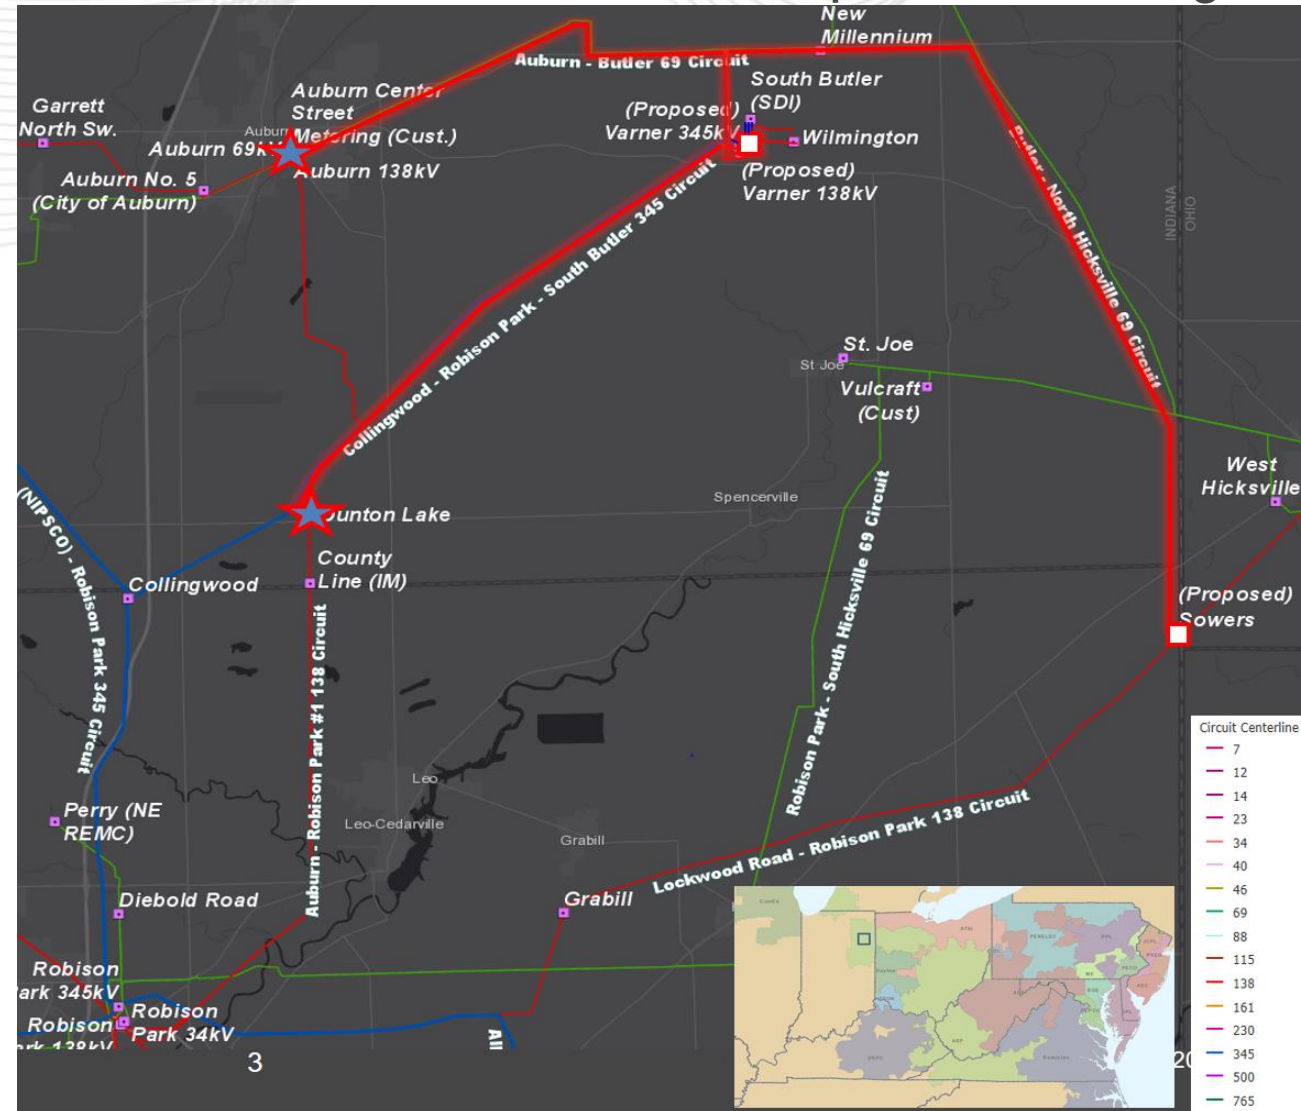 New
Millennium
Auburn - Butler 69 Circuit
South Butler
(SDI)
Auburn Center
Street
Metering (Cust.)
Garrett
North Sw.
(Proposed)
Varner 345kV
Wilmington
Auburn
Auburn 69kV
Auburn 138kV
(Proposed)
Varner 138kV
Auburn No. 5
(City of Auburn)
Butler - North Hicksville 69 Circuit
INDIANA
OHIO
Collingwood - Robison Park - South Butler 345 Circuit
St. Joe
St Joe
Vulcraft
(Cust)
West
Hicksville
Spencerville
(NIPSCO) - Robison Park 345 Circuit
Robison Park - South Hicksville 69 Circuit
unton Lake
County
Line (IM)
Collingwood
(Proposed)
Sowers
Auburn - Robison Park #1 138 Circuit
Leo
Leo-Cedarville
Grabill
Perry (NE
REMC)
Lockwood Road - Robison Park 138 Circuit
Diebold Road
Grabill
Robison
ark 345kV
Robison
Park 34kV
Robison
rk 138kV
All
3
20
Circuit Centerline
7
12
14
23
34
40
46
69
88
115
138
161
230
345
500
765